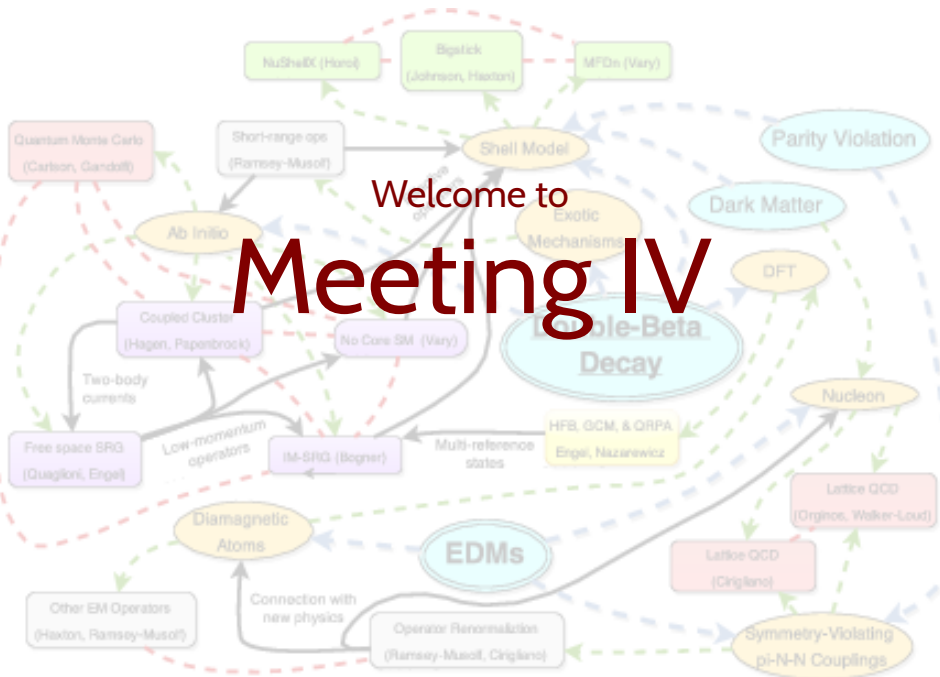 NuShellX (Horoi)
Bigstick
(Johnson, Haxton)
MFDn (Vary)
Quantum Monte Carlo
(Carlson, Gandolfi)
Short-range ops
(Ramsey-Musolf)
Shell Model
Parity Violation
Welcome to
Dark Matter
Ab Initio
Exotic
Mechanisms
Meeting IV
DFT
Coupled Cluster
(Hagen, Papenbrock)
No Core SM (Vary)
Double-Beta
Decay
Two-body
currents
Nucleon
Free space SRG
(Quaglioni, Engel)
Low-momentum
operators
IM-SRG (Bogner)
Multi-reference
states
HFB, GCM, & QRPA
Engel, Nazarewicz
Lattice QCD
(Orginos, Walker-Loud)
Diamagnetic
Atoms
EDMs
Lattice QCD
(Cirigliano)
Other EM Operators
(Haxton, Ramsey-Musolf)
Connection with
new physics
Operator Renormalization
(Ramsey-Musolf, Cirigliano)
Symmetry-Violating
pi-N-N Couplings